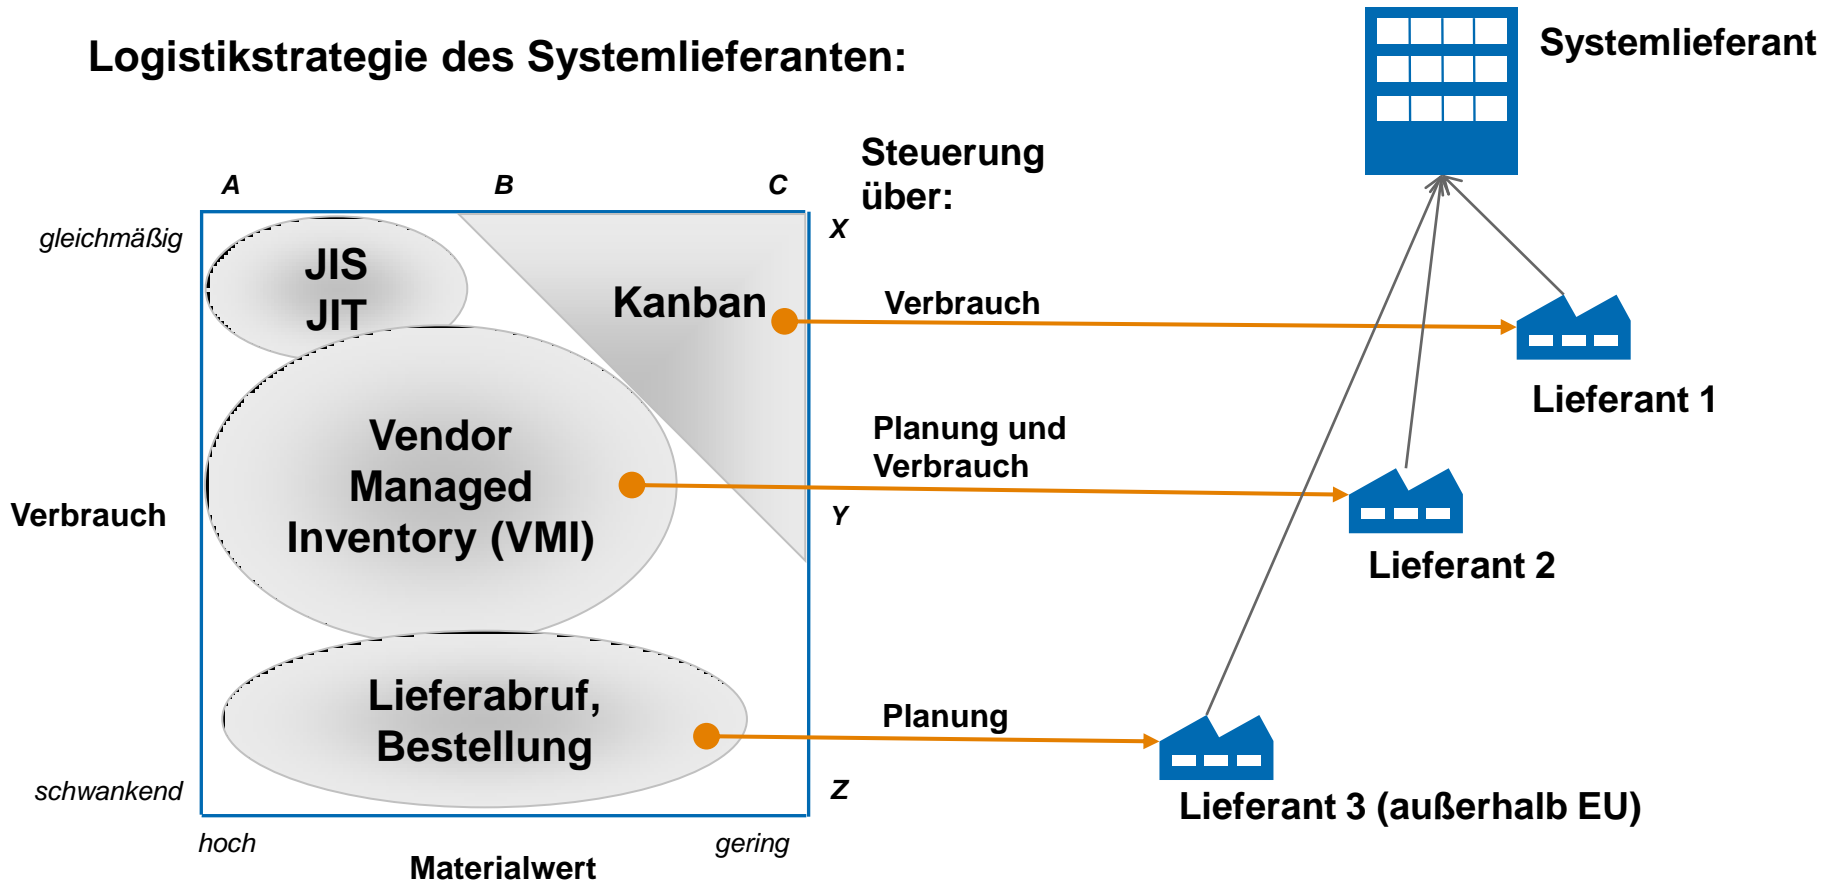 Logistikstrategie des Systemlieferanten:
Systemlieferant
Steuerung
über:
A
B
C
gleichmäßig
X
JIS
JIT
Kanban
Verbrauch
Lieferant 1
Vendor
Managed
Inventory (VMI)
Planung und
Verbrauch
Verbrauch
Y
Lieferant 2
Lieferabruf,
Bestellung
Planung
schwankend
Z
Lieferant 3 (außerhalb EU)
hoch
gering
Materialwert